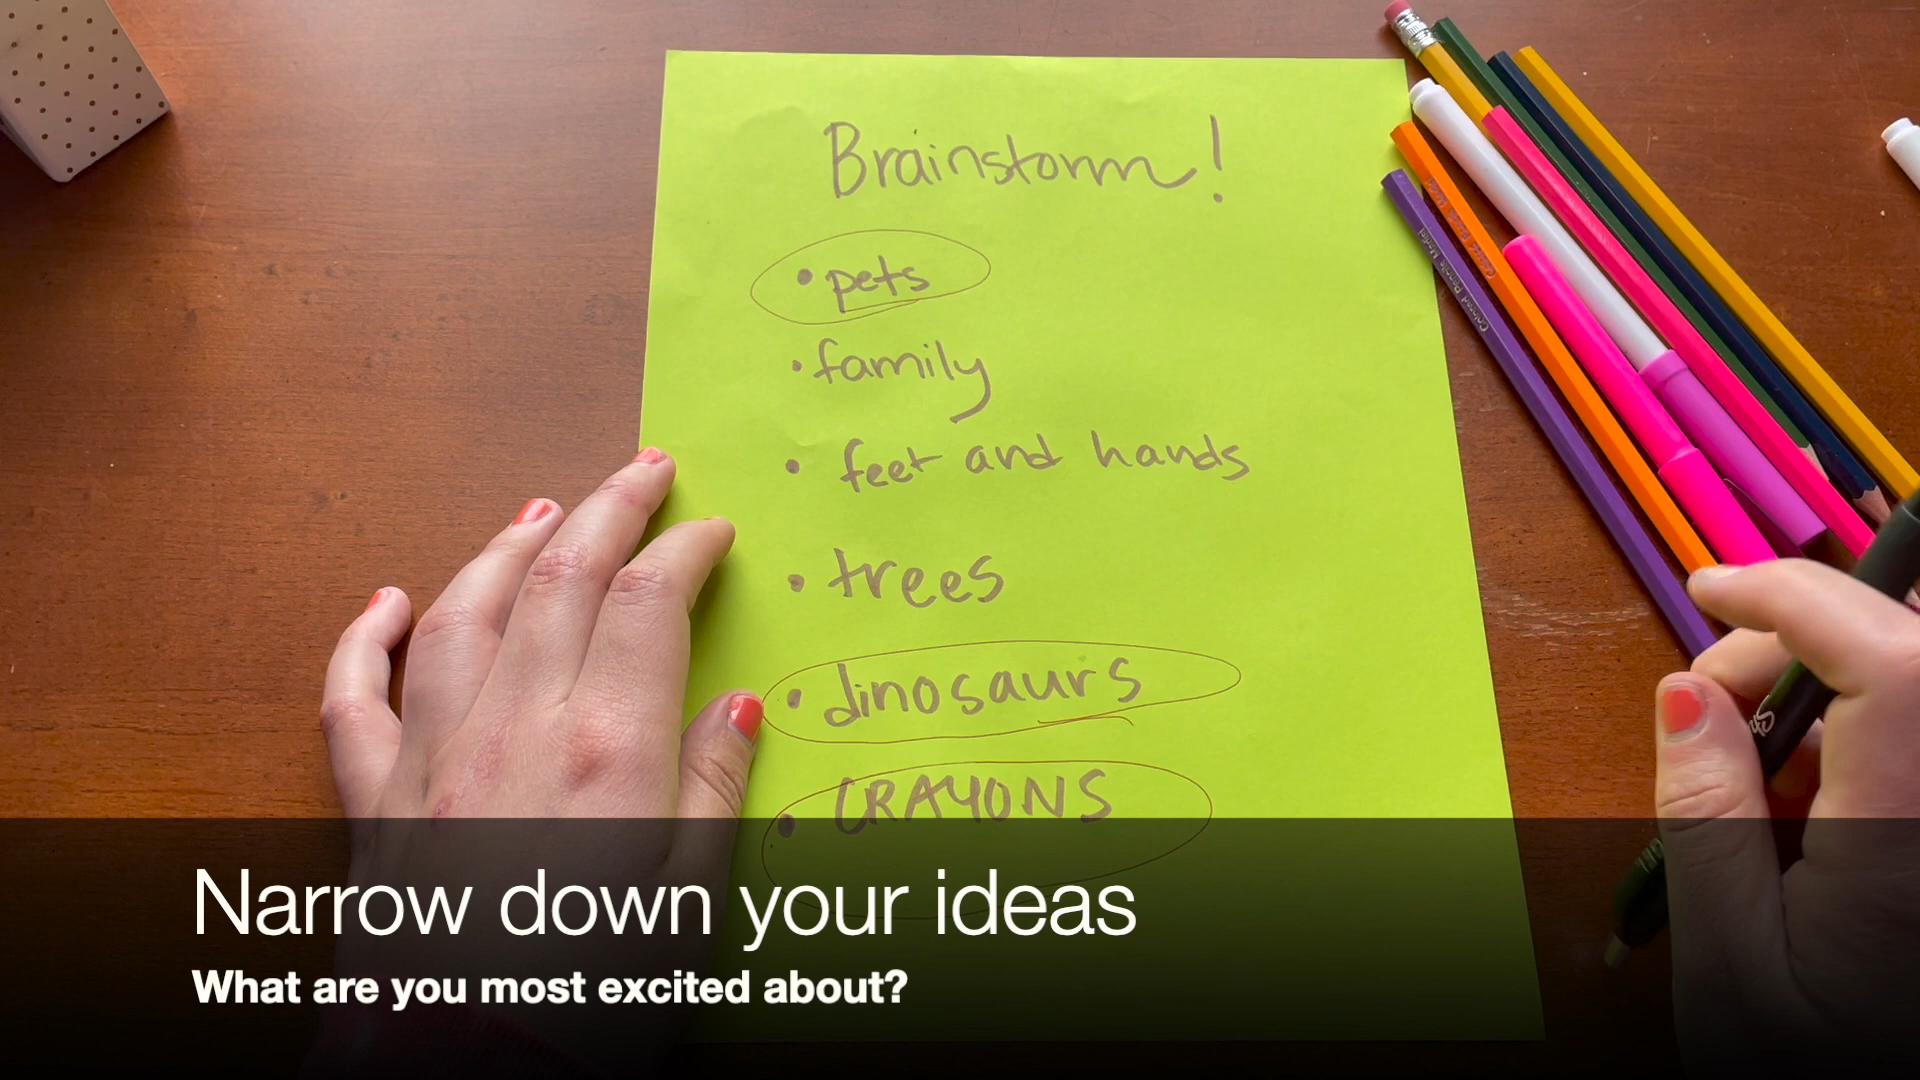 Brainstorm!
• pets
• family
• feet and hands
• trees
• dinosaurs
• CRAYONS
Narrow down your ideas
What are you most excited about?